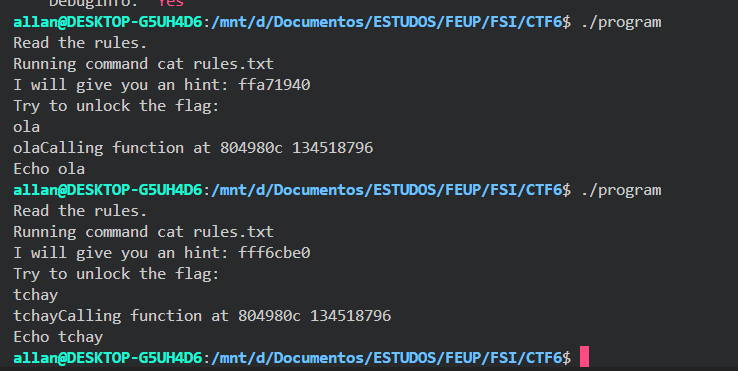 Debuginfo: Yes
allan@DESKTOP-G5UH4D6:/mnt/d/Documentos/ESTUDOS/FEUP/FSI/CTF6$ ./program
Read the rules.
Running command cat rules.txt
I will give you an hint: ffa71940
Try to unlock the flag:
ola
olaCalling function at 804980c 134518796
Echo ola
allan@DESKTOP-G5UH4D6:/mnt/d/Documentos/ESTUDOS/FEUP/FSI/CTF6$ ./program
Read the rules.
Running command cat rules.txt
I will give you an hint: fff6cbe0
Try to unlock the flag:
tchay
tchayCalling function at 804980c 134518796
Echo tchay
allan@DESKTOP-G5UH4D6:/mnt/d/Documentos/ESTUDOS/FEUP/FSI/CTF6$